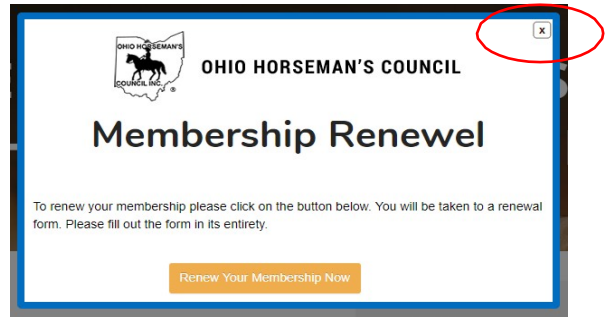 x
OHIO HORSEMAN'S
COUNCIL INC. ®
OHIO HORSEMAN'S COUNCIL
Membership Renewel
To renew your membership please click on the button below. You will be taken to a renewal
form. Please fill out the form in its entirety.
Renew Your Membership Now